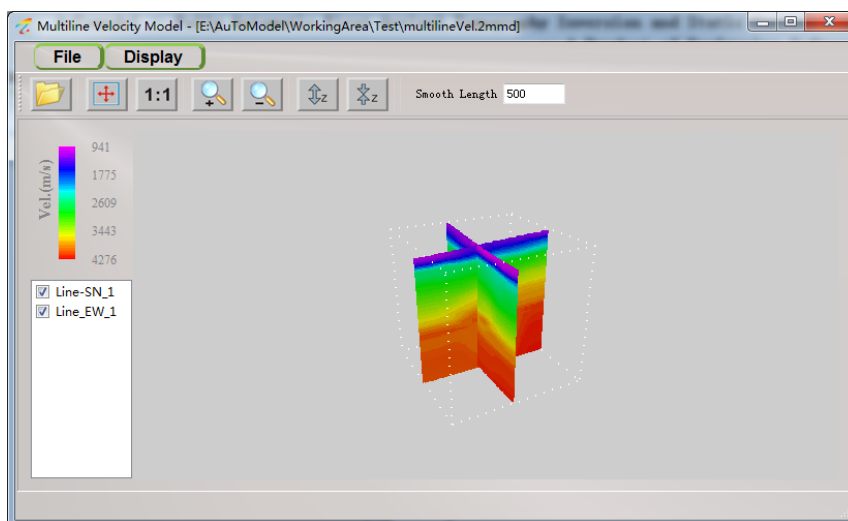 Multiline Velocity Model - [E:\AuToModel\WorkingArea\Test\multilineVel.2mmd]
File Display
1:1 Z Z Smooth Length 500
Vel.(m/s)
941
1775
2609
3443
4276
Line-SN_1
Line_EW_1